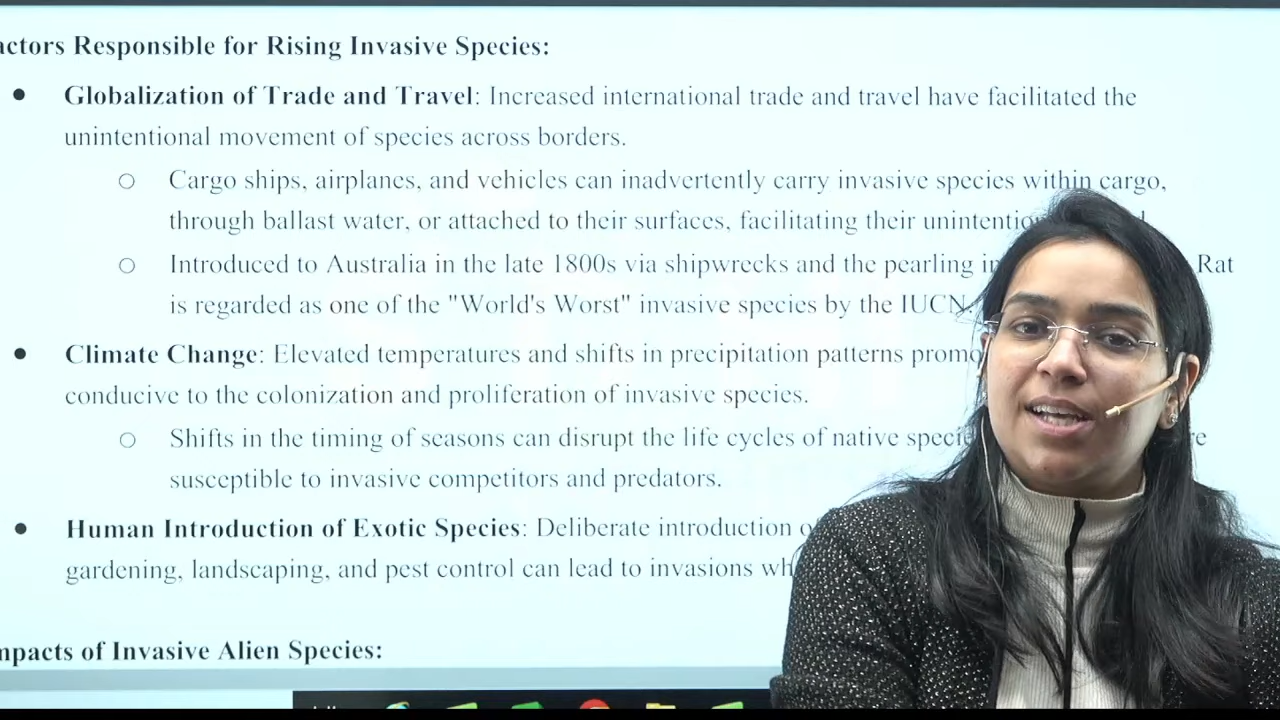 actors Responsible for Rising Invasive Species:
● Globalization of Trade and Travel: Increased international trade and travel have facilitated the
unintentional movement of species across borders.
○ Cargo ships, airplanes, and vehicles can inadvertently carry invasive species within cargo,
through ballast water, or attached to their surfaces, facilitating their
○ Introduced to Australia in the late 1800s via shipwrecks and the pearling Rat
is regarded as one of the "World's Worst" invasive species by the IUCN.
● Climate Change: Elevated temperatures and shifts in precipitation patterns
conducive to the colonization and proliferation of invasive species.
○ Shifts in the timing of seasons can disrupt the life cycles of native
susceptible to invasive competitors and predators.
● Human Introduction of Exotic Species: Deliberate introduction
gardening, landscaping, and pest control can lead to invasions
mpacts of Invasive Alien Species: